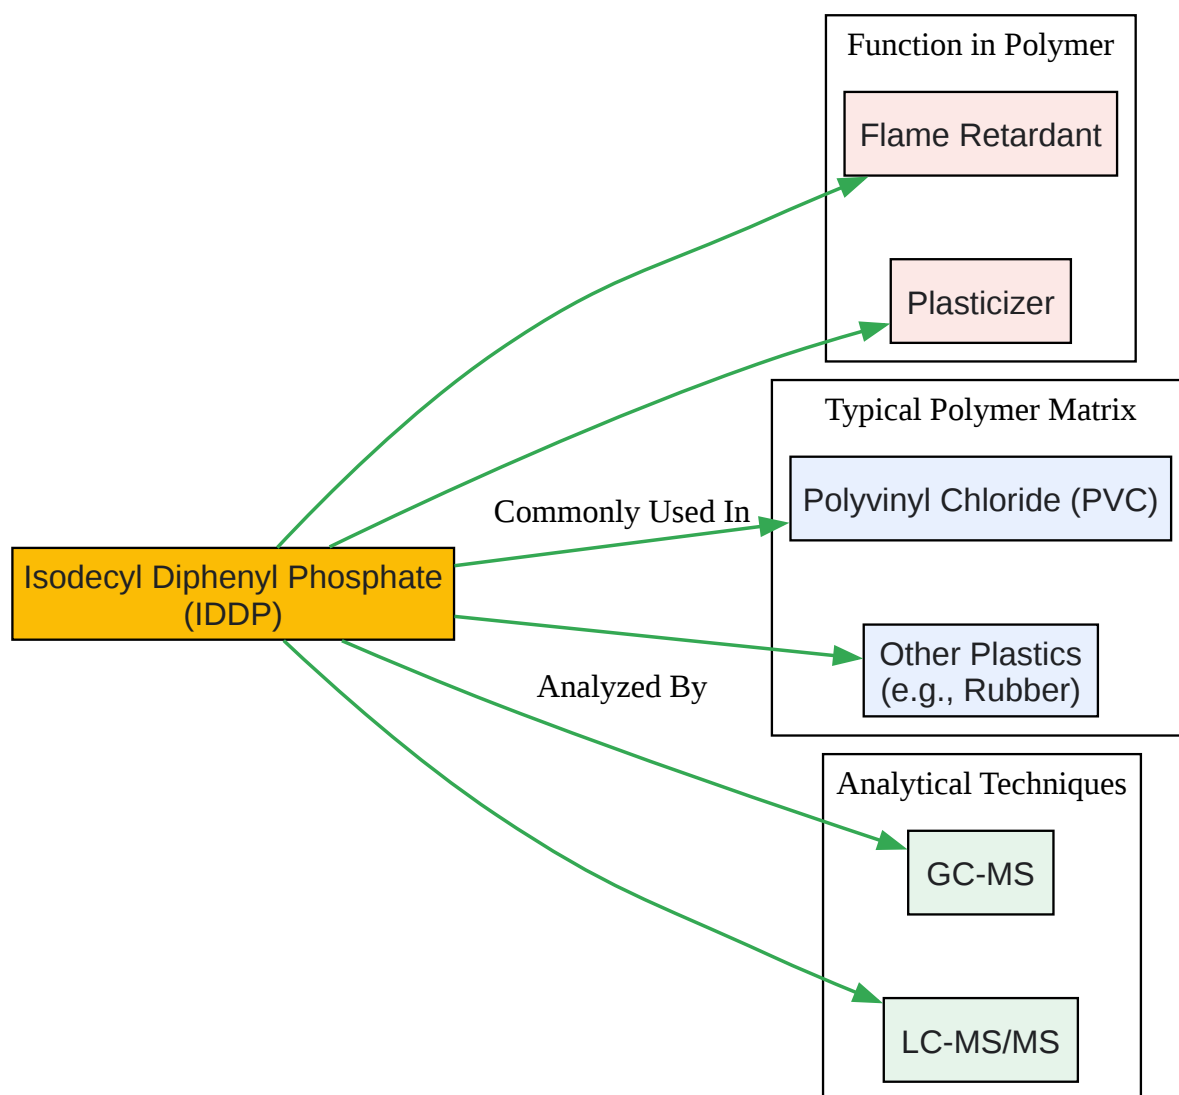 Function in Polymer
Flame Retardant
Plasticizer
Typical Polymer Matrix
Commonly Used In
Polyvinyl Chloride (PVC)
Isodecyl Diphenyl Phosphate
(IDDP)
Other Plastics
(e.g., Rubber)
Analyzed By
Analytical Techniques
GC-MS
LC-MS/MS